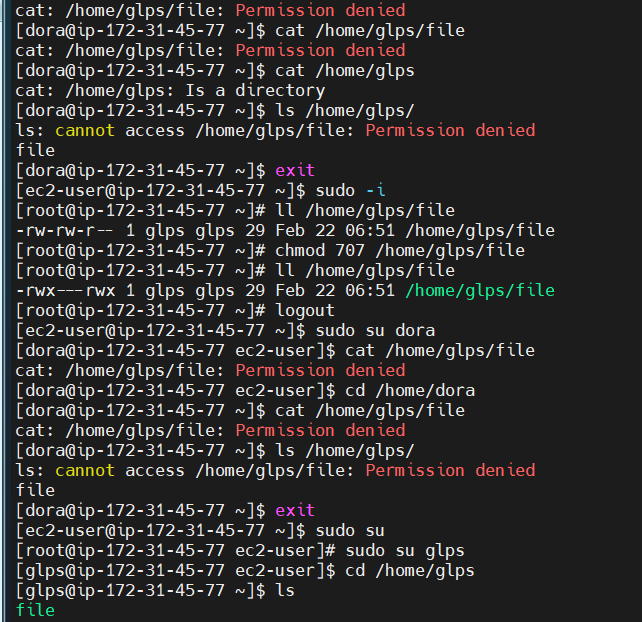 cat: /home/glps/file: Permission denied
[dora@ip-172-31-45-77 ~]$ cat /home/glps/file
cat: /home/glps/file: Permission denied
[dora@ip-172-31-45-77 ~]$ cat /home/glps
cat: /home/glps: Is a directory
[dora@ip-172-31-45-77 ~]$ ls /home/glps/
ls: cannot access /home/glps/file: Permission denied
file
[dora@ip-172-31-45-77 ~]$ exit
[ec2-user@ip-172-31-45-77 ~]$ sudo -i
[root@ip-172-31-45-77 ~]# ll /home/glps/file
-rw-rw-r-- 1 glps glps 29 Feb 22 06:51 /home/glps/file
[root@ip-172-31-45-77 ~]# chmod 707 /home/glps/file
[root@ip-172-31-45-77 ~]# ll /home/glps/file
-rwx---rwx 1 glps glps 29 Feb 22 06:51 /home/glps/file
[root@ip-172-31-45-77 ~]# logout
[ec2-user@ip-172-31-45-77 ~]$ sudo su dora
[dora@ip-172-31-45-77 ec2-user]$ cat /home/glps/file
cat: /home/glps/file: Permission denied
[dora@ip-172-31-45-77 ec2-user]$ cd /home/dora
[dora@ip-172-31-45-77 ~]$ cat /home/glps/file
cat: /home/glps/file: Permission denied
[dora@ip-172-31-45-77 ~]$ ls /home/glps/
ls: cannot access /home/glps/file: Permission denied
file
[dora@ip-172-31-45-77 ~]$ exit
[ec2-user@ip-172-31-45-77 ~]$ sudo su
[root@ip-172-31-45-77 ec2-user]# sudo su glps
[glps@ip-172-31-45-77 ec2-user]$ cd /home/glps
[glps@ip-172-31-45-77 ~]$ ls
file